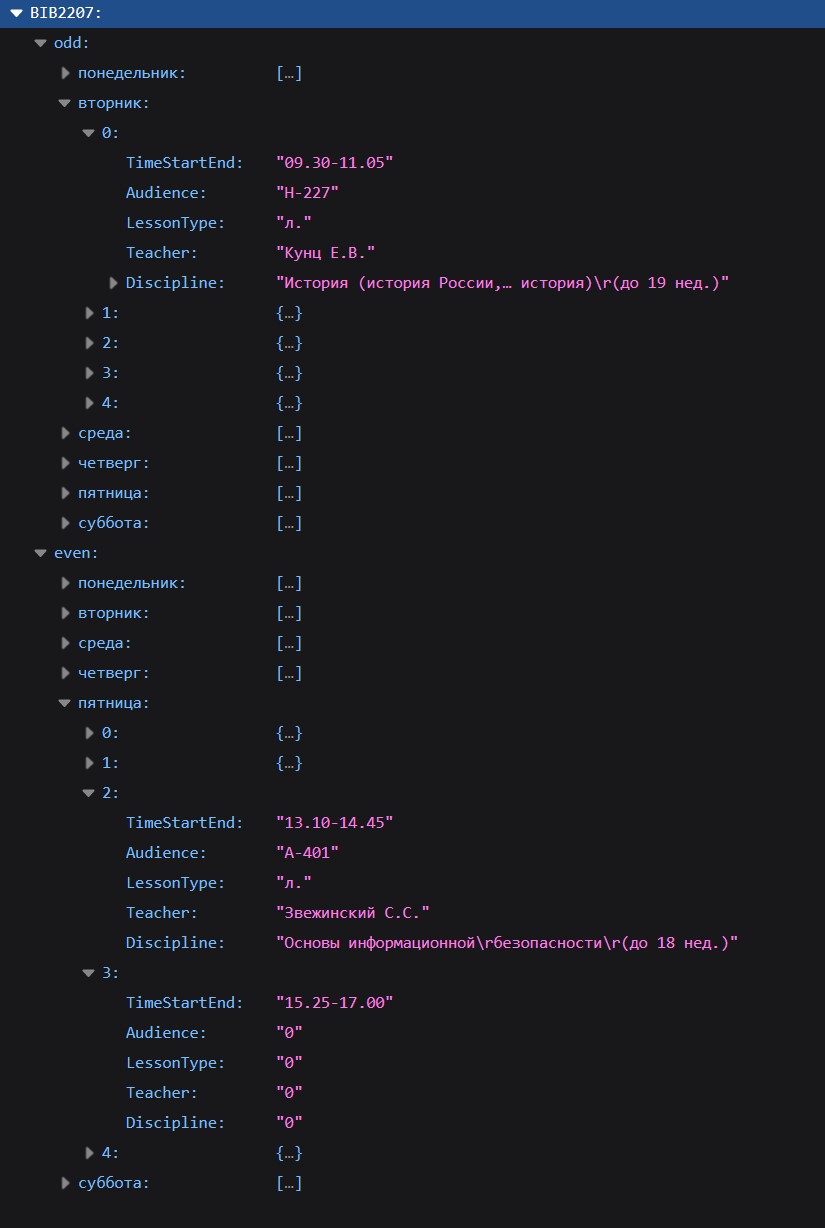 BIB2207:
odd:
понедельник: […]
вторник:
0:
TimeStartEnd: "09.30-11.05"
Audience: "Н-227"
LessonType: "л."
Teacher: "Кунц Е.В."
Discipline: "История (история России,… история)\r(до 19 нед.)"
1: {…}
2: {…}
3: {…}
4: {…}
среда: […]
четверг: […]
пятница: […]
суббота: […]
even:
понедельник: […]
вторник: […]
среда: […]
четверг: […]
пятница:
0: {…}
1: {…}
2:
TimeStartEnd: "13.10-14.45"
Audience: "А-401"
LessonType: "л."
Teacher: "Звежинский С.С."
Discipline: "Основы информационной\rбезопасности\r(до 18 нед.)"
3:
TimeStartEnd: "15.25-17.00"
Audience: "0"
LessonType: "0"
Teacher: "0"
Discipline: "0"
4: {…}
суббота: […]